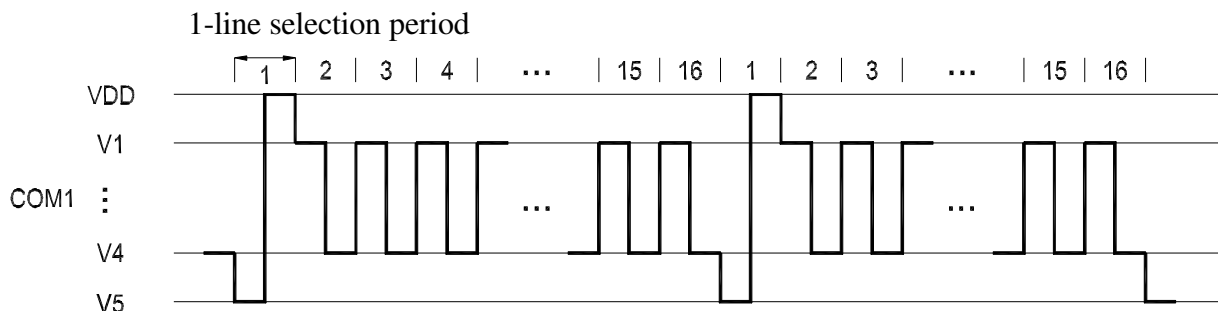 1-line selection period
1 2 3 4 ... 15 16 1 2 3 ... 15 16
VDD
V1
COM1 ⋮ ... ...
V4
V5